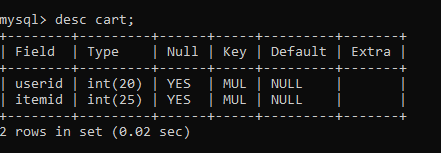 mysql> desc cart;
+--------+---------+------+-----+---------+-------+
| Field | Type | Null | Key | Default | Extra |
+--------+---------+------+-----+---------+-------+
| userid | int(20) | YES | MUL | NULL | |
| itemid | int(25) | YES | MUL | NULL | |
+--------+---------+------+-----+---------+-------+
2 rows in set (0.02 sec)